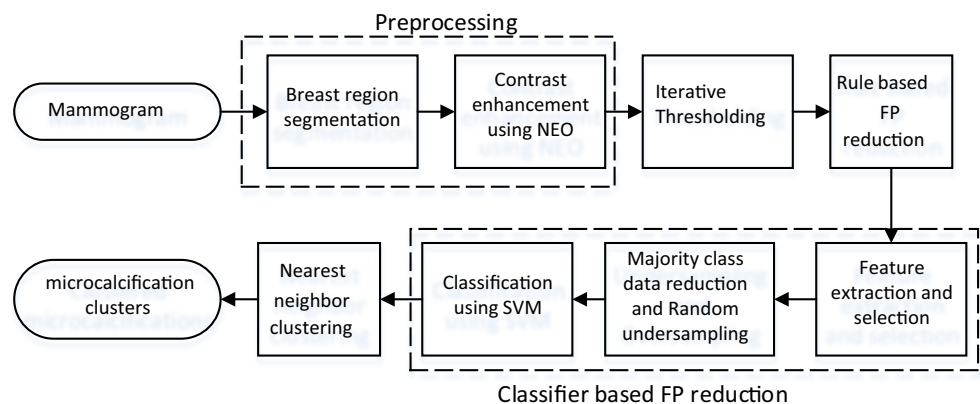 Preprocessing
Mammogram
Breast region
segmentation
Contrast
enhancement
using NEO
Iterative
Thresholding
Rule based
FP
reduction
Feature
extraction and
selection
Majority class
data reduction
and Random
undersampling
Classification
using SVM
Nearest
neighbor
clustering
microcalcification
clusters
Classifier based FP reduction